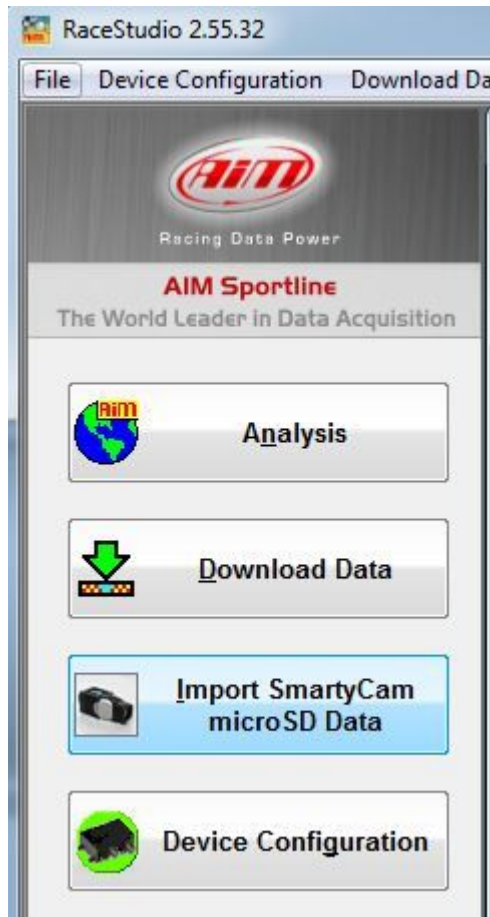 RaceStudio 2.55.32
File Device Configuration Download Da
AiM
Racing Data Power
AIM Sportline
The World Leader in Data Acquisition
AiM
Analysis
Download Data
Import SmartyCam
microSD Data
Device Configuration